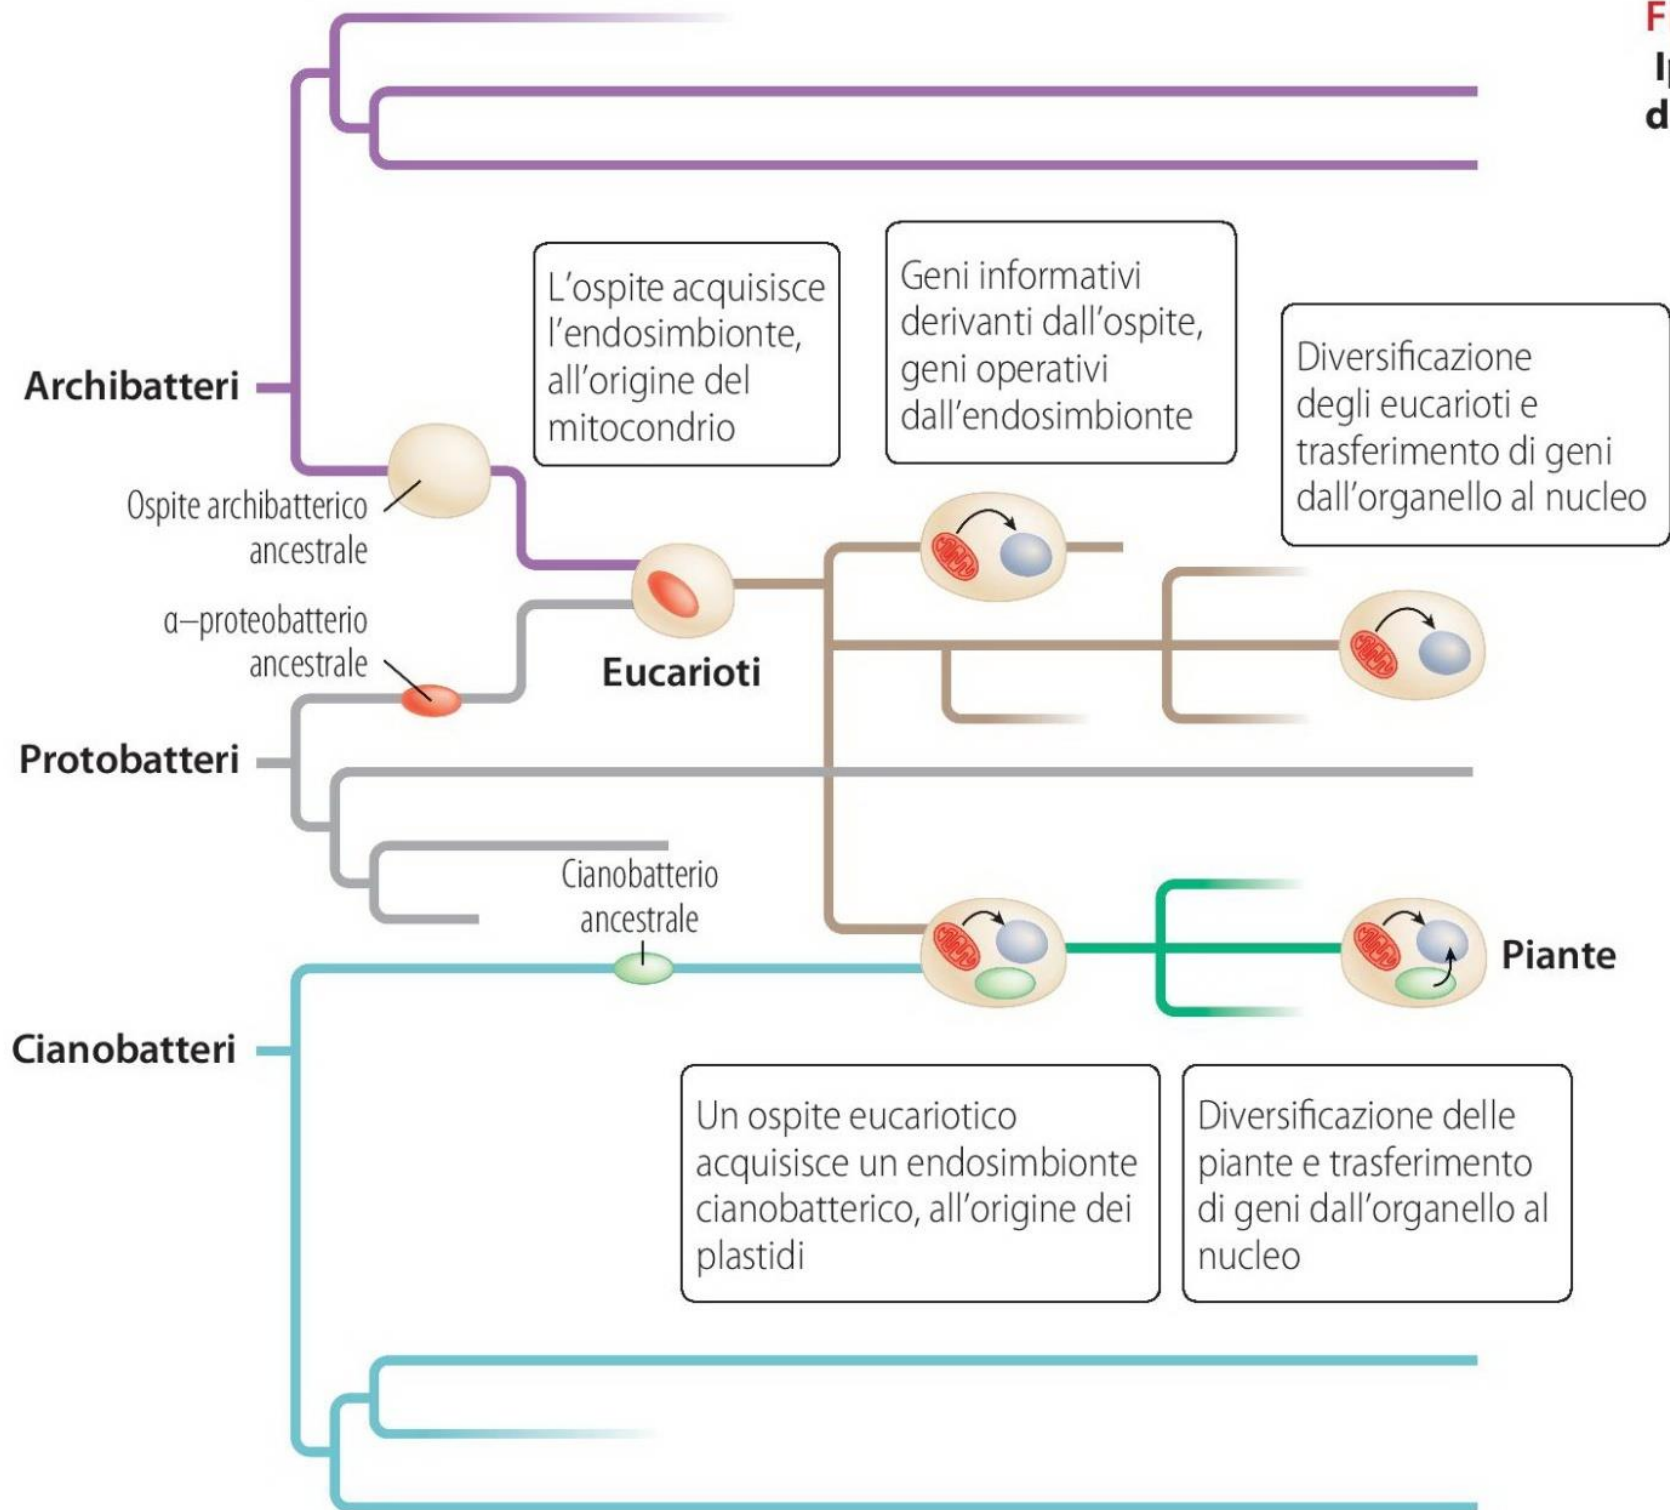 F
Ip
d
L'ospite acquisisce
l'endosimbionte,
all'origine del
mitocondrio
Geni informativi
derivanti dall'ospite,
geni operativi
dall'endosimbionte
Diversificazione
degli eucarioti e
trasferimento di geni
dall'organello al nucleo
Archibatteri
Ospite archibatterico
ancestrale
α–proteobatterio
ancestrale
Eucarioti
Protobatteri
Cianobatterio
ancestrale
Piante
Cianobatteri
Un ospite eucariotico
acquisisce un endosimbionte
cianobatterico, all'origine dei
plastidi
Diversificazione delle
piante e trasferimento
di geni dall'organello al
nucleo